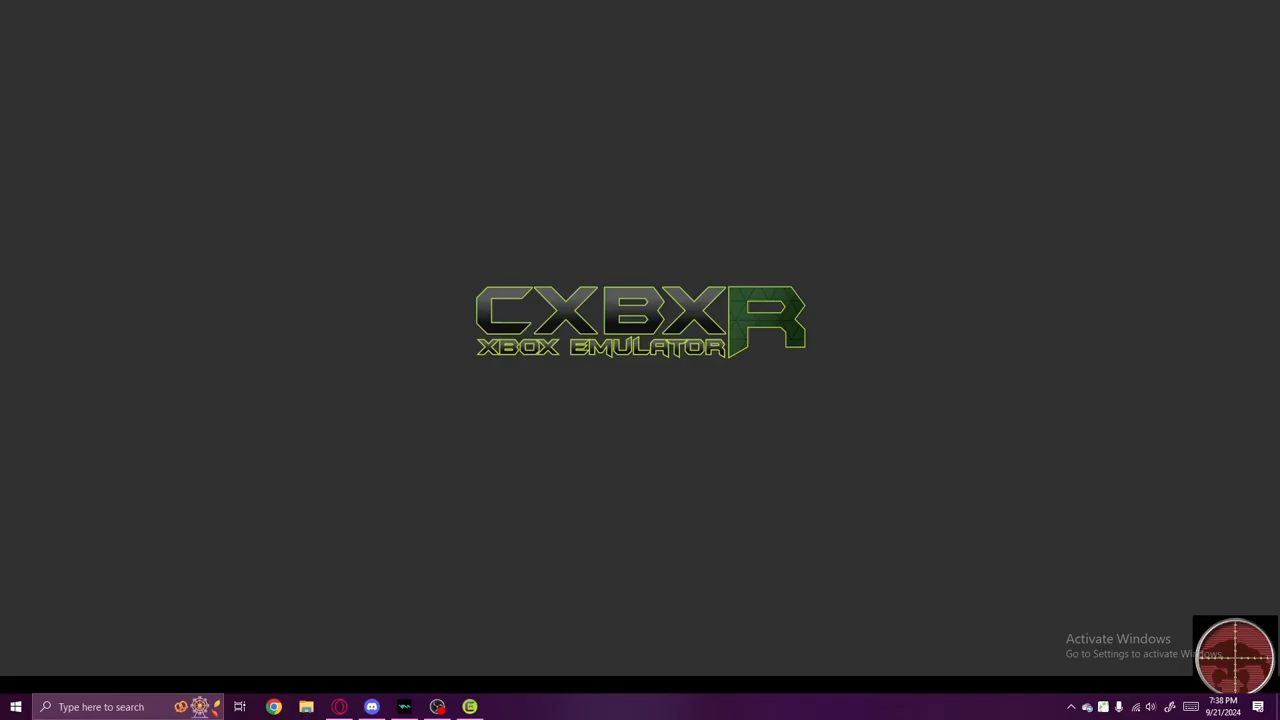 CXBXR
XBOX EMULATOR
Activate Windows
Go to Settings to activate Windows.
Type here to search
7:38 PM
9/21/2024